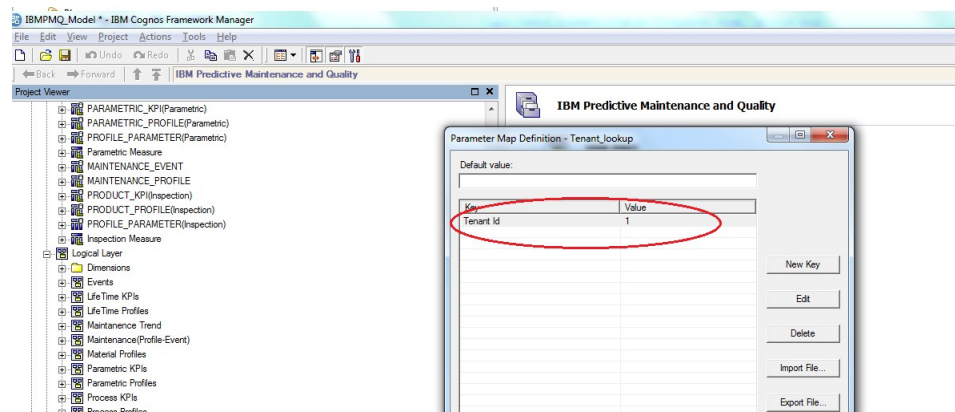 IBMPMQ_Model * - IBM Cognos Framework Manager
File Edit View Project Actions Tools Help
Undo Redo
Back Forward IBM Predictive Maintenance and Quality
Project Viewer
PARAMETRIC_KPI(Parametric)
PARAMETRIC_PROFILE(Parametric)
PROFILE_PARAMETER(Parametric)
Parametric Measure
MAINTENANCE_EVENT
MAINTENANCE_PROFILE
PRODUCT_KPI(Inspection)
PRODUCT_PROFILE(Inspection)
PROFILE_PARAMETER(Inspection)
Inspection Measure
Logical Layer
Dimensions
Events
LifeTime KPIs
LifeTime Profiles
Maintanence Trend
Maintenance(Profile-Event)
Material Profiles
Parametric KPIs
Parametric Profiles
Process KPIs
Process Profiles
IBM Predictive Maintenance and Quality
Parameter Map Definition - Tenant_lookup
Default value:
Key Value
Tenant Id 1
New Key
Edit
Delete
Import File...
Export File...